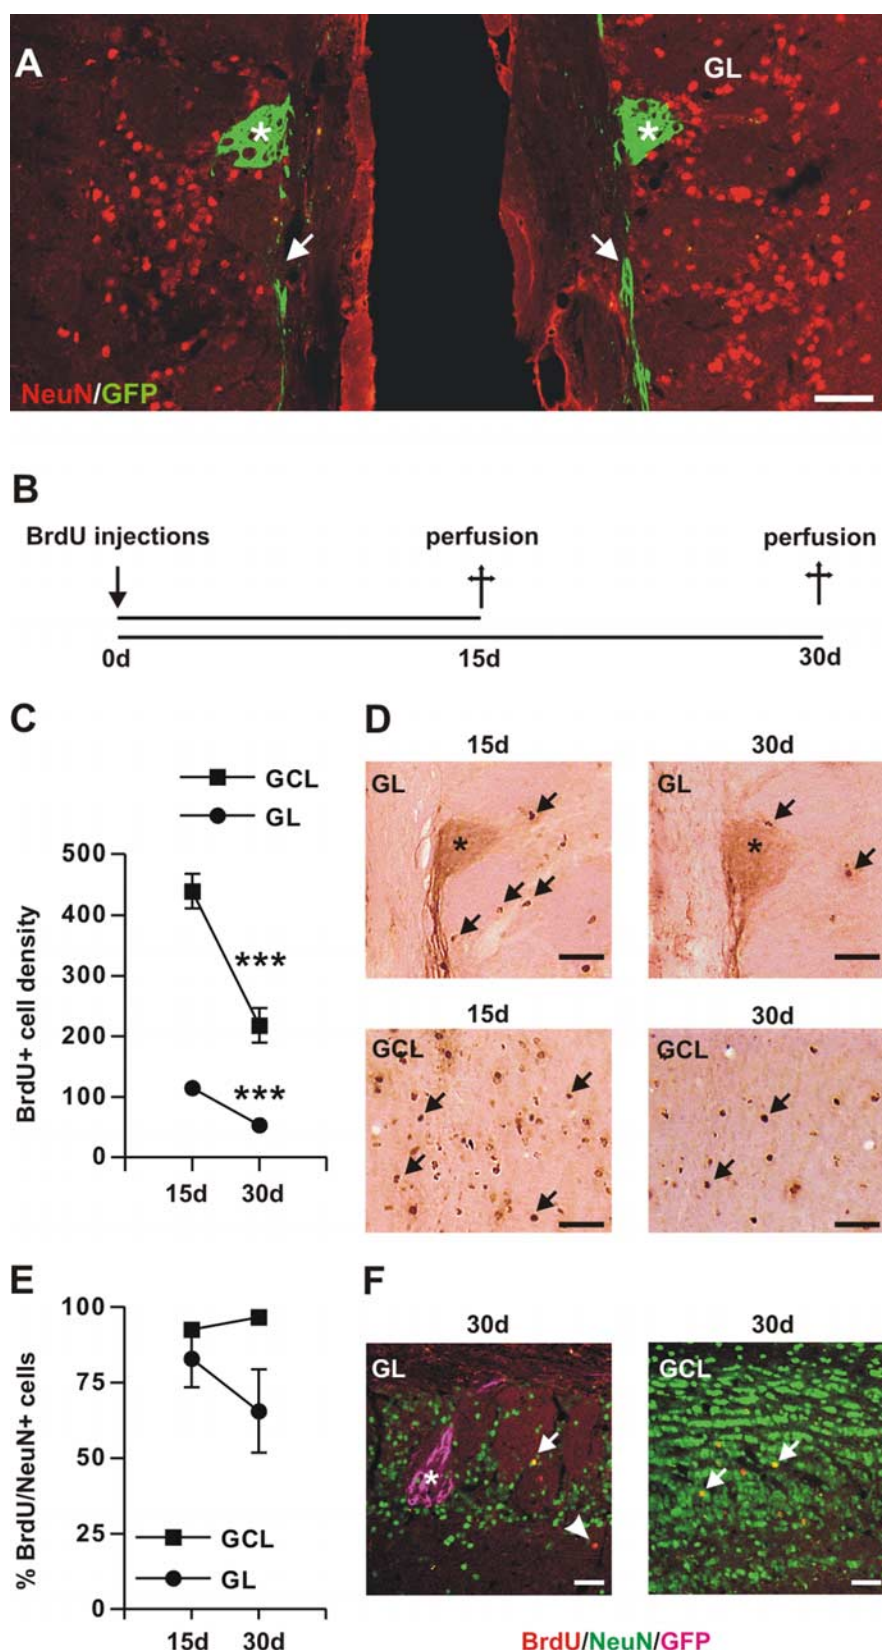 A
GL
*
*
NeuN/GFP
B
BrdU injections
perfusion
perfusion
0d
15d
30d
C
GCL
GL
500
400
300
200
100
0
BrdU+ cell density
***
***
15d
30d
D
15d
30d
GL
*
GL
*
15d
30d
GCL
GCL
E
100
75
50
25
0
% BrdU/NeuN+ cells
GCL
GL
15d
30d
F
30d
30d
GL
*
GCL
BrdU/NeuN/GFP